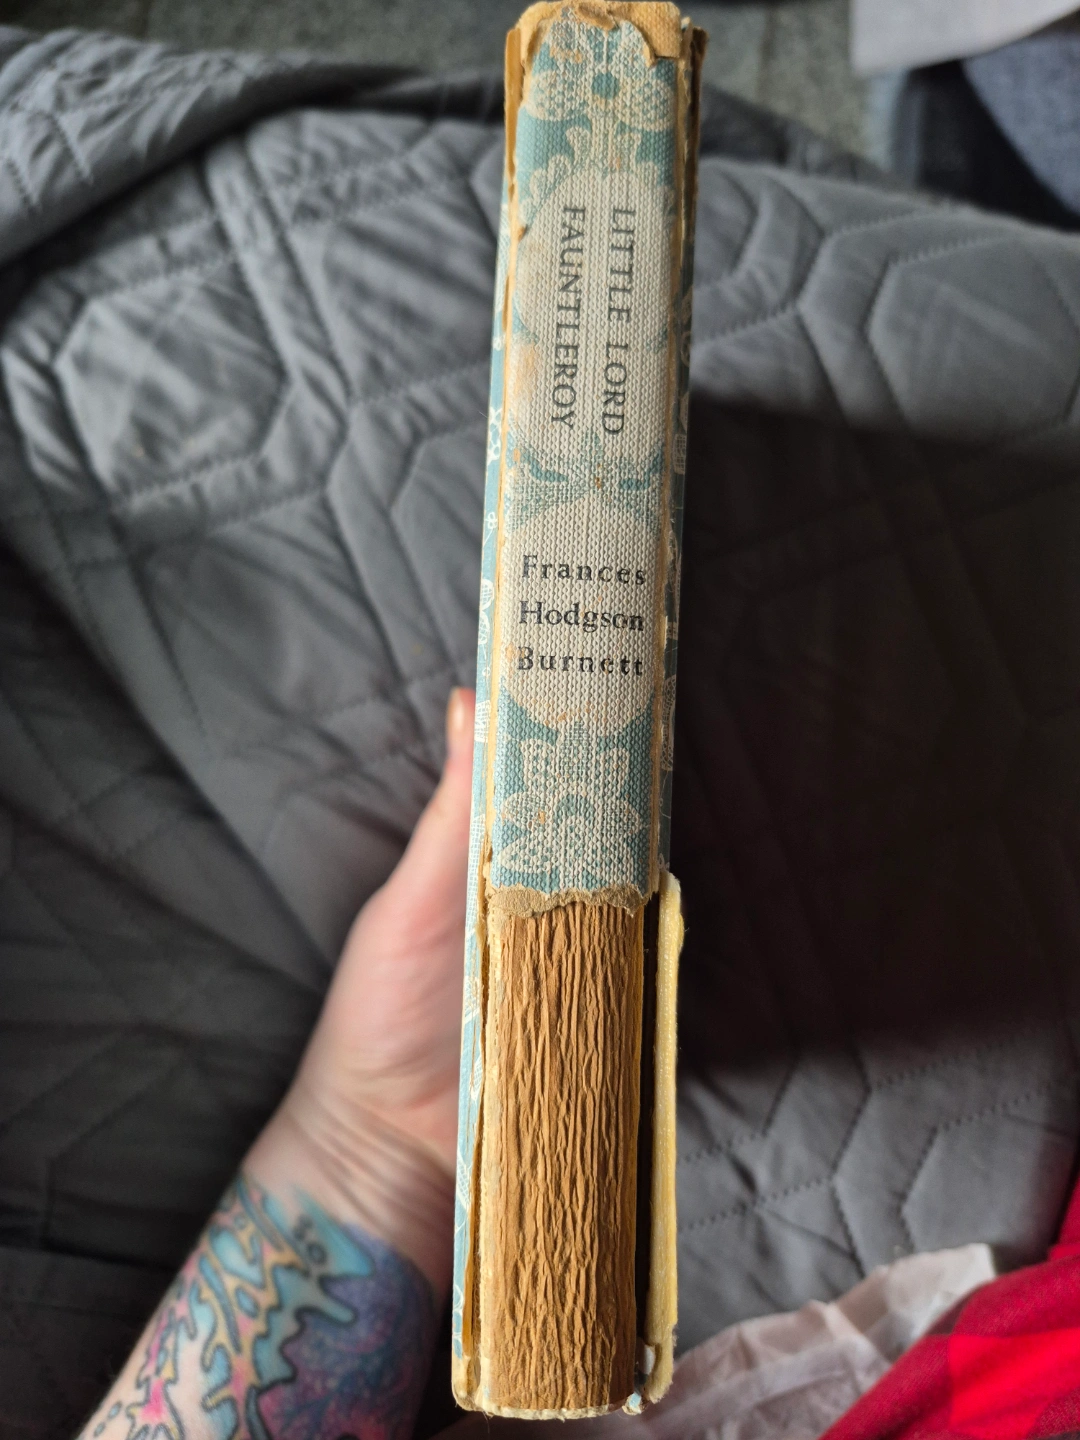 LITTLE LORD
FAUNTLEROY
Frances
Hodgson
Burnett